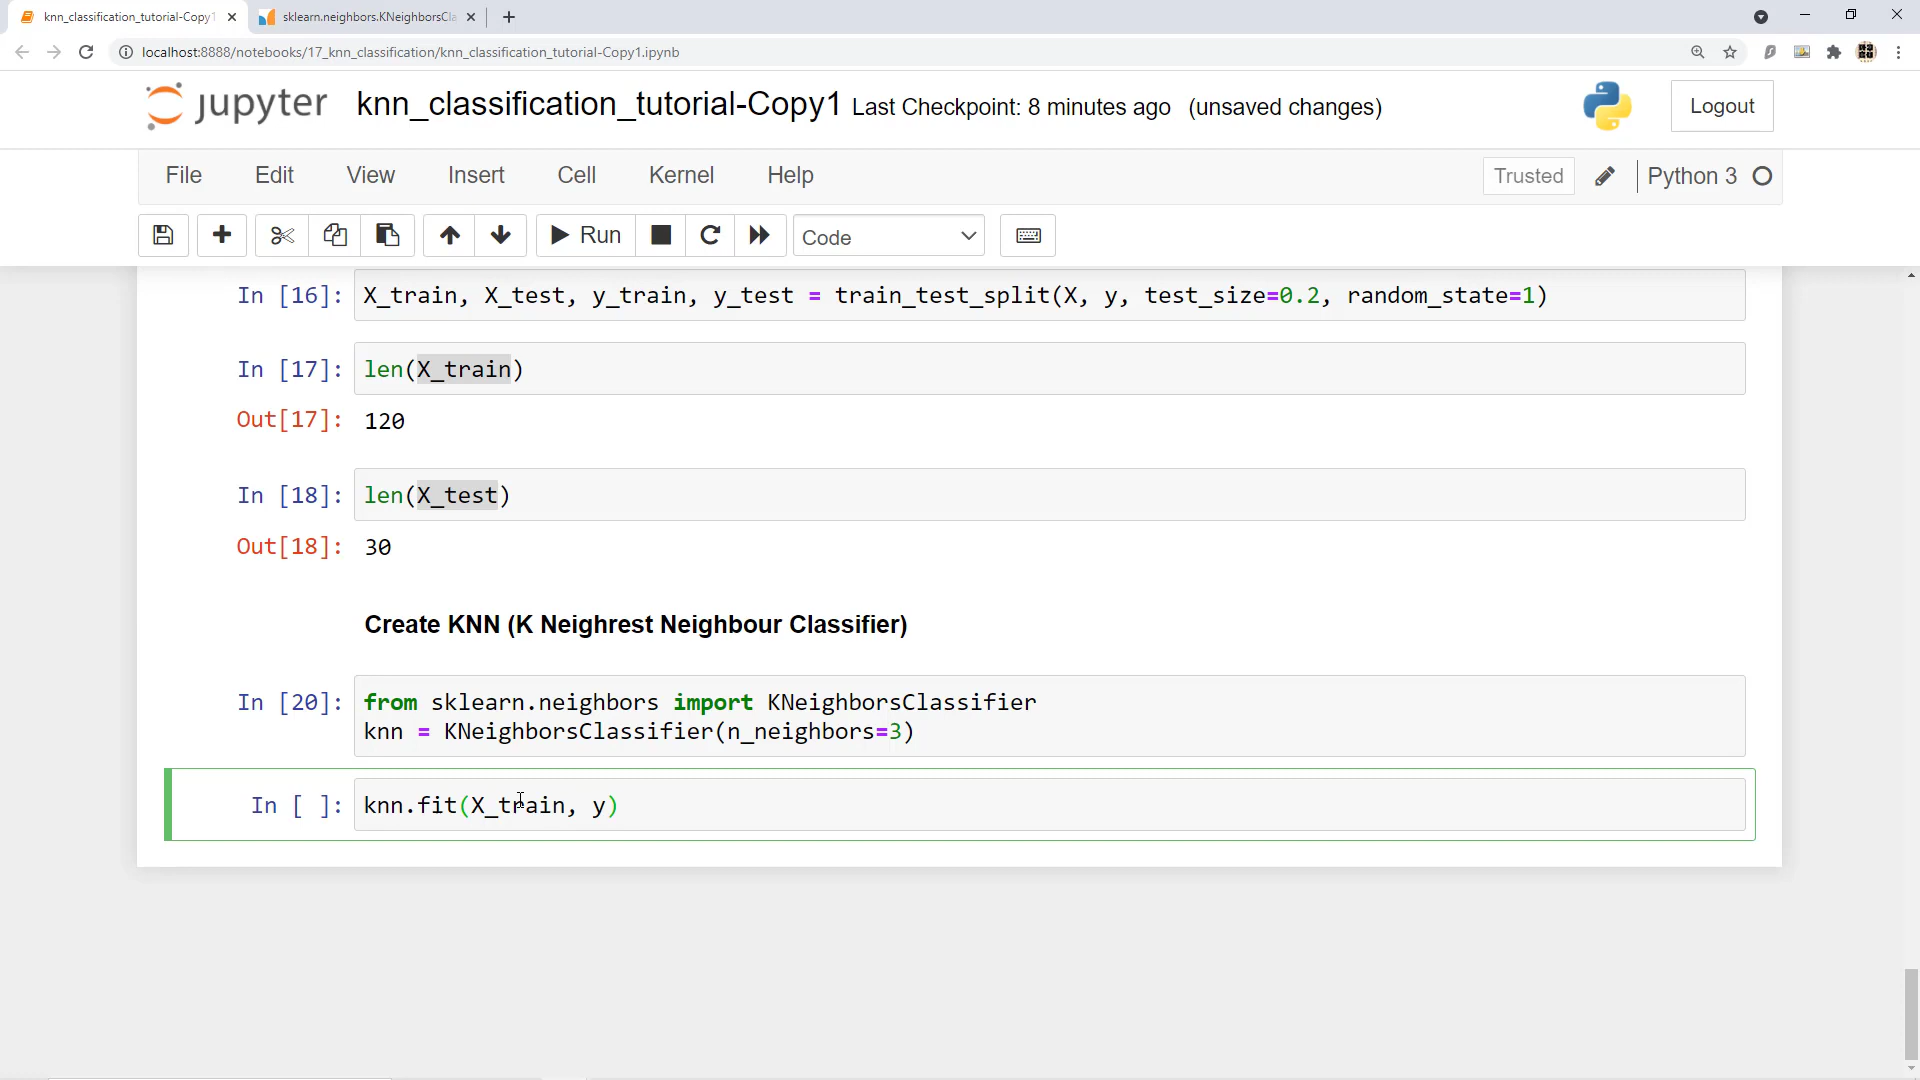 knn_classification_tutorial-Copy1
sklearn.neighbors.KNeighborsCla
localhost:8888/notebooks/17_knn_classification/knn_classification_tutorial-Copy1.ipynb
jupyter knn_classification_tutorial-Copy1 Last Checkpoint: 8 minutes ago (unsaved changes)
Logout
File Edit View Insert Cell Kernel Help
Trusted
Python 3
Run
Code
In [16]: X_train, X_test, y_train, y_test = train_test_split(X, y, test_size=0.2, random_state=1)
In [17]: len(X_train)
Out[17]: 120
In [18]: len(X_test)
Out[18]: 30
Create KNN (K Neighrest Neighbour Classifier)
In [20]: from sklearn.neighbors import KNeighborsClassifier
knn = KNeighborsClassifier(n_neighbors=3)
In [ ]: knn.fit(X_train, y)